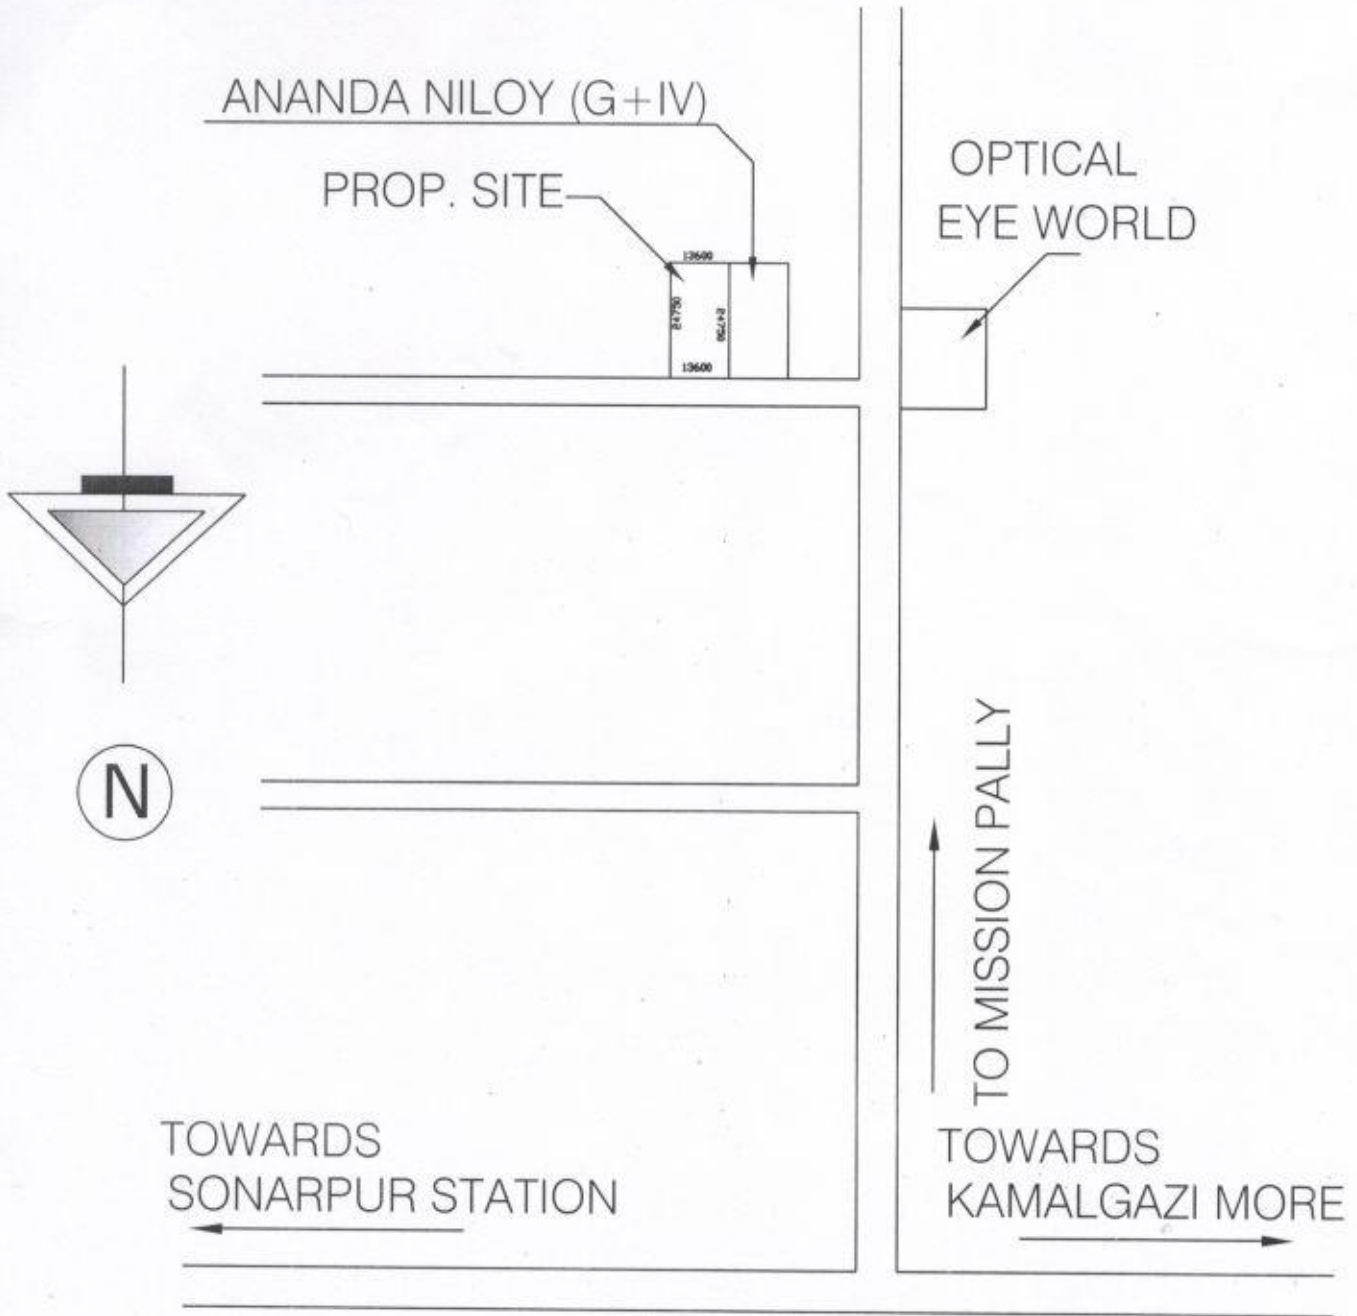 ANANDA NILOY (G+IV)
PROP. SITE
OPTICAL
EYE WORLD
13600
24750
24750
13600
N
TO MISSION PALLY
TOWARDS
SONARPUR STATION
TOWARDS
KAMALGAZI MORE